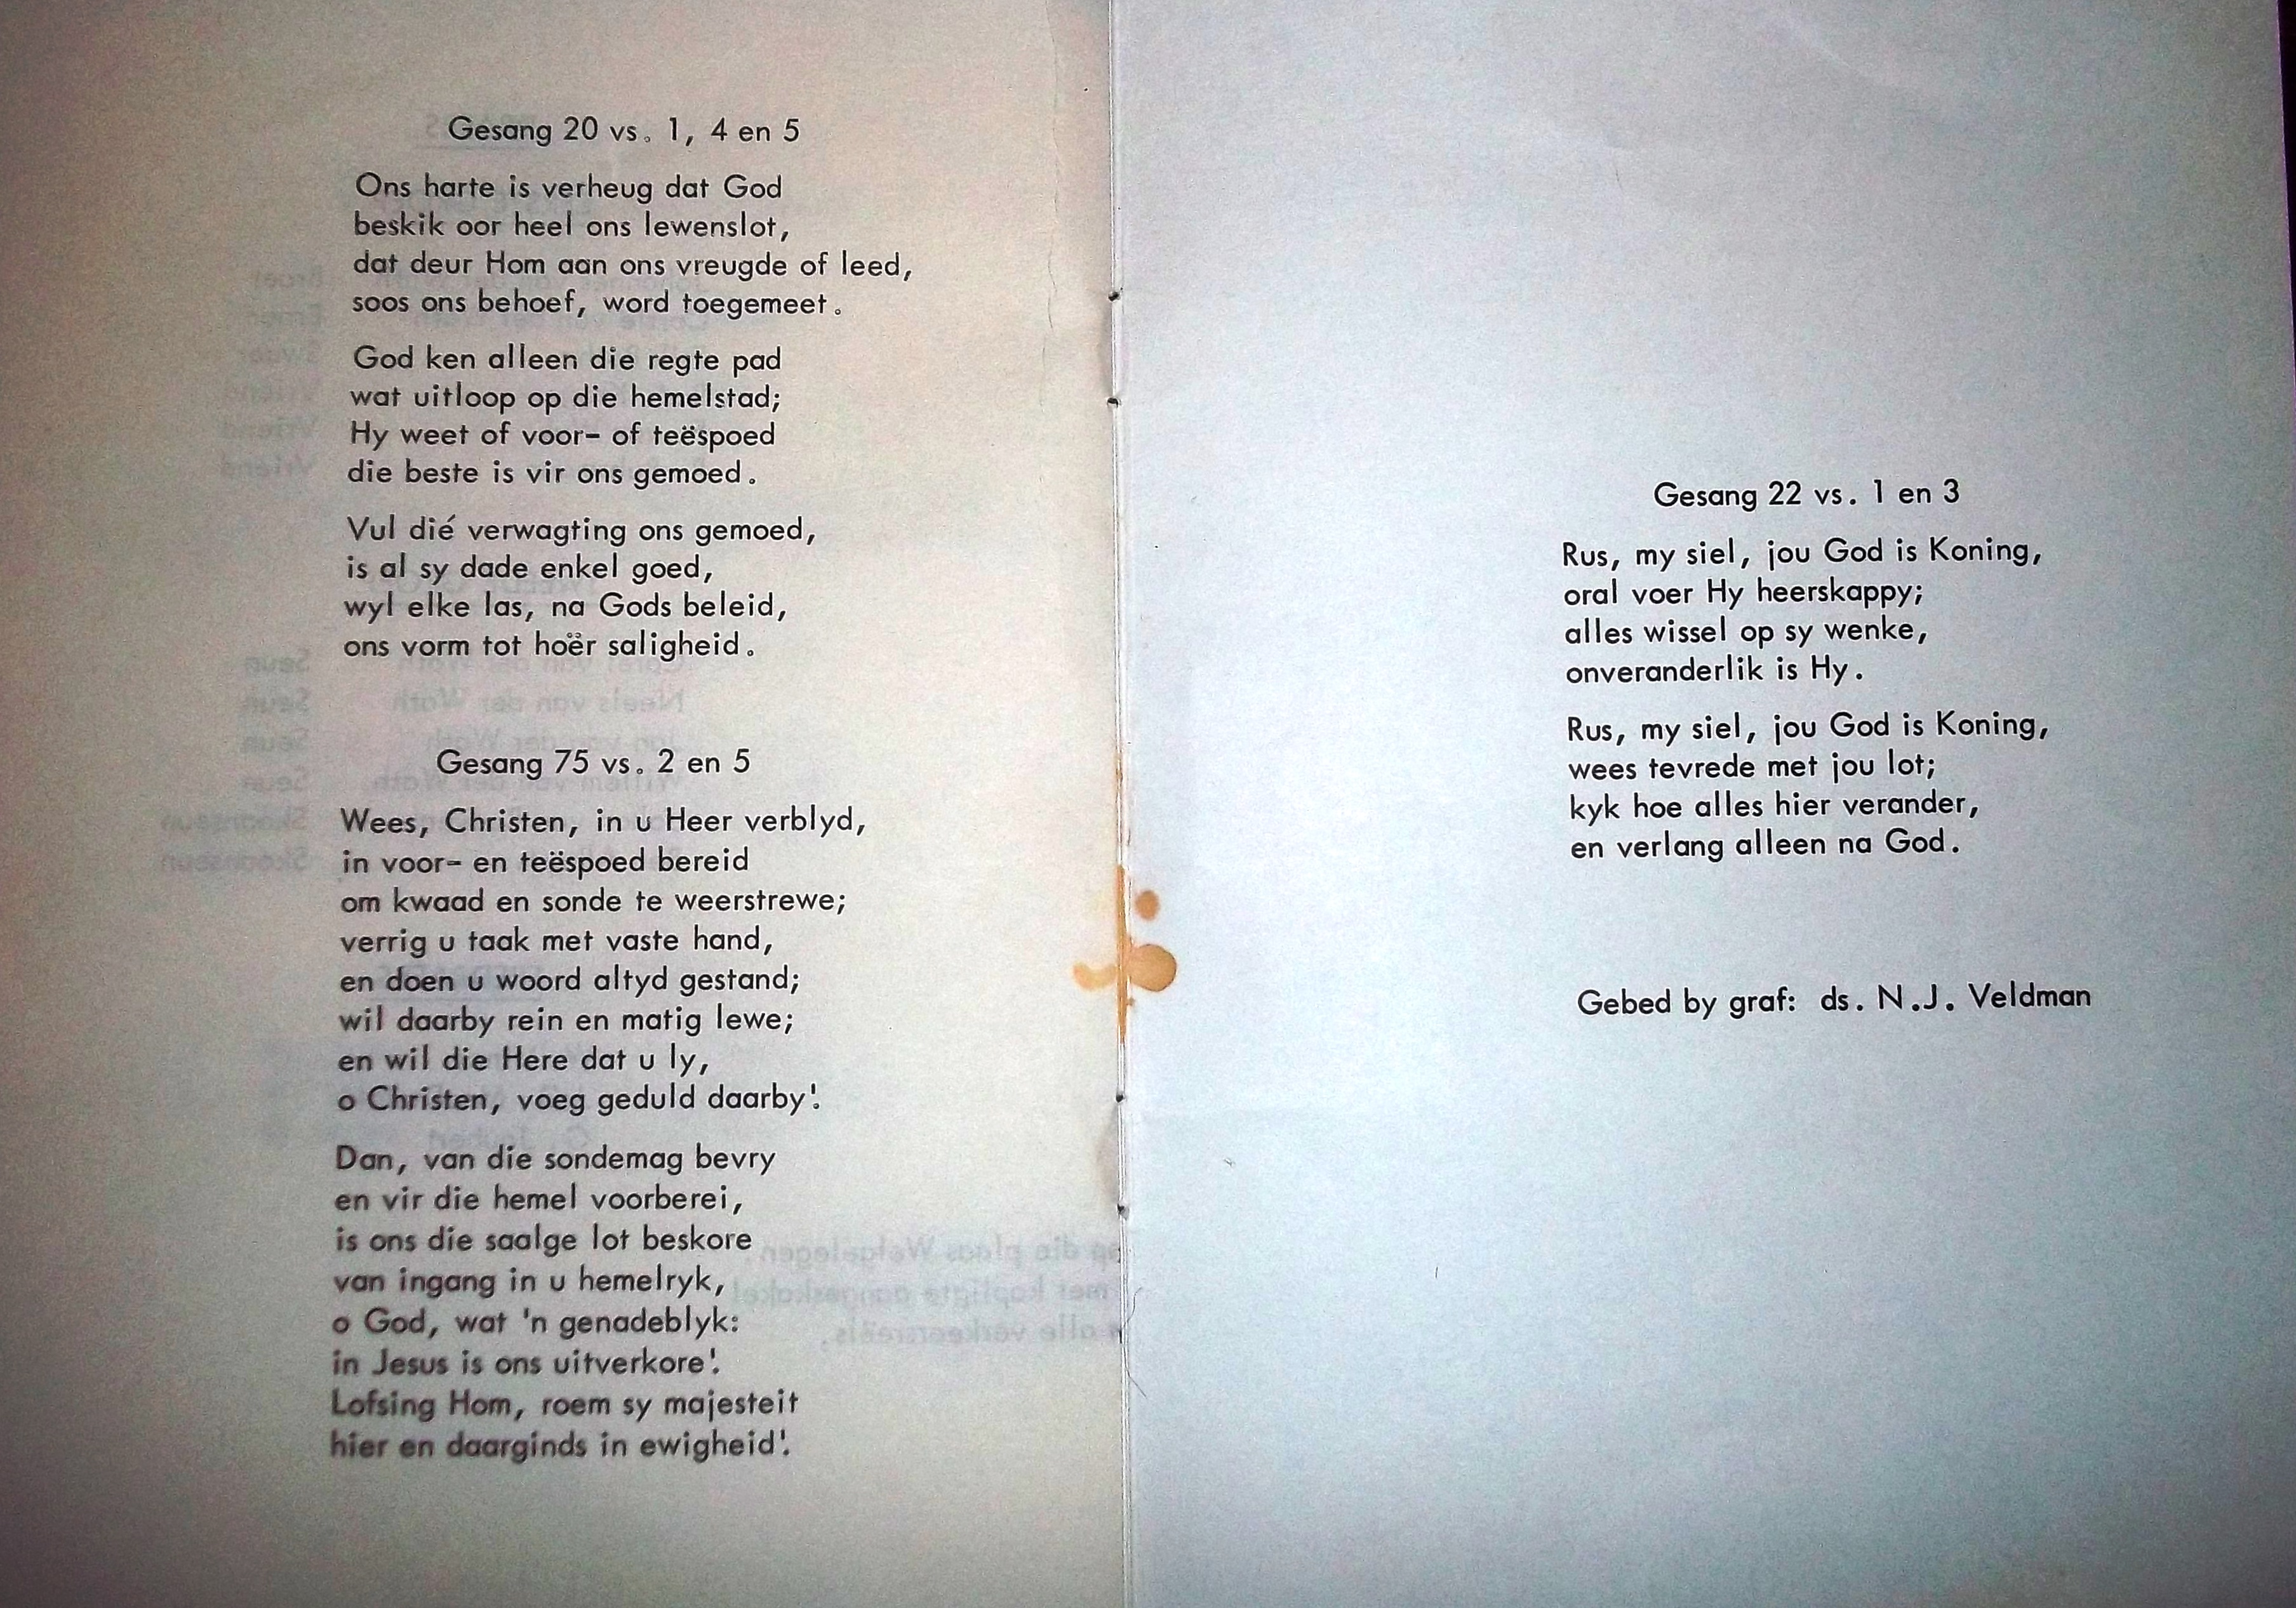 Gesang 20 vs. 1, 4 en 5
Ons harte is verheug dat God
beskik oor heel ons lewenslot,
dat deur Hom aan ons vreugde of leed,
soos ons behoef, word toegemeet.
God ken alleen die regte pad
wat uitloop op die hemelstad;
Hy weet of voor- of teëspoed
die beste is vir ons gemoed.
Vul dié verwagting ons gemoed,
is al sy dade enkel goed,
wyl elke las, na Gods beleid,
ons vorm tot hoër saligheid.
Gesang 75 vs. 2 en 5
Wees, Christen, in u Heer verblyd,
in voor- en teëspoed bereid
om kwaad en sonde te weerstrewe;
verrig u taak met vaste hand,
en doen u woord altyd gestand;
wil daarby rein en matig lewe;
en wil die Here dat u ly,
o Christen, voeg geduld daarby!
Dan, van die sondemag bevry
en vir die hemel voorberei,
is ons die saalge lot beskore
van ingang in u hemelryk,
o God, wat 'n genadeblyk:
in Jesus is ons uitverkore!
Lofsing Hom, roem sy majesteit
hier en daarginds in ewigheid!
Gesang 22 vs. 1 en 3
Rus, my siel, jou God is Koning,
oral voer Hy heerskappy;
alles wissel op sy wenke,
onveranderlik is Hy.
Rus, my siel, jou God is Koning,
wees tevrede met jou lot;
kyk hoe alles hier verander,
en verlang alleen na God.
Gebed by graf: ds. N.J. Veldman